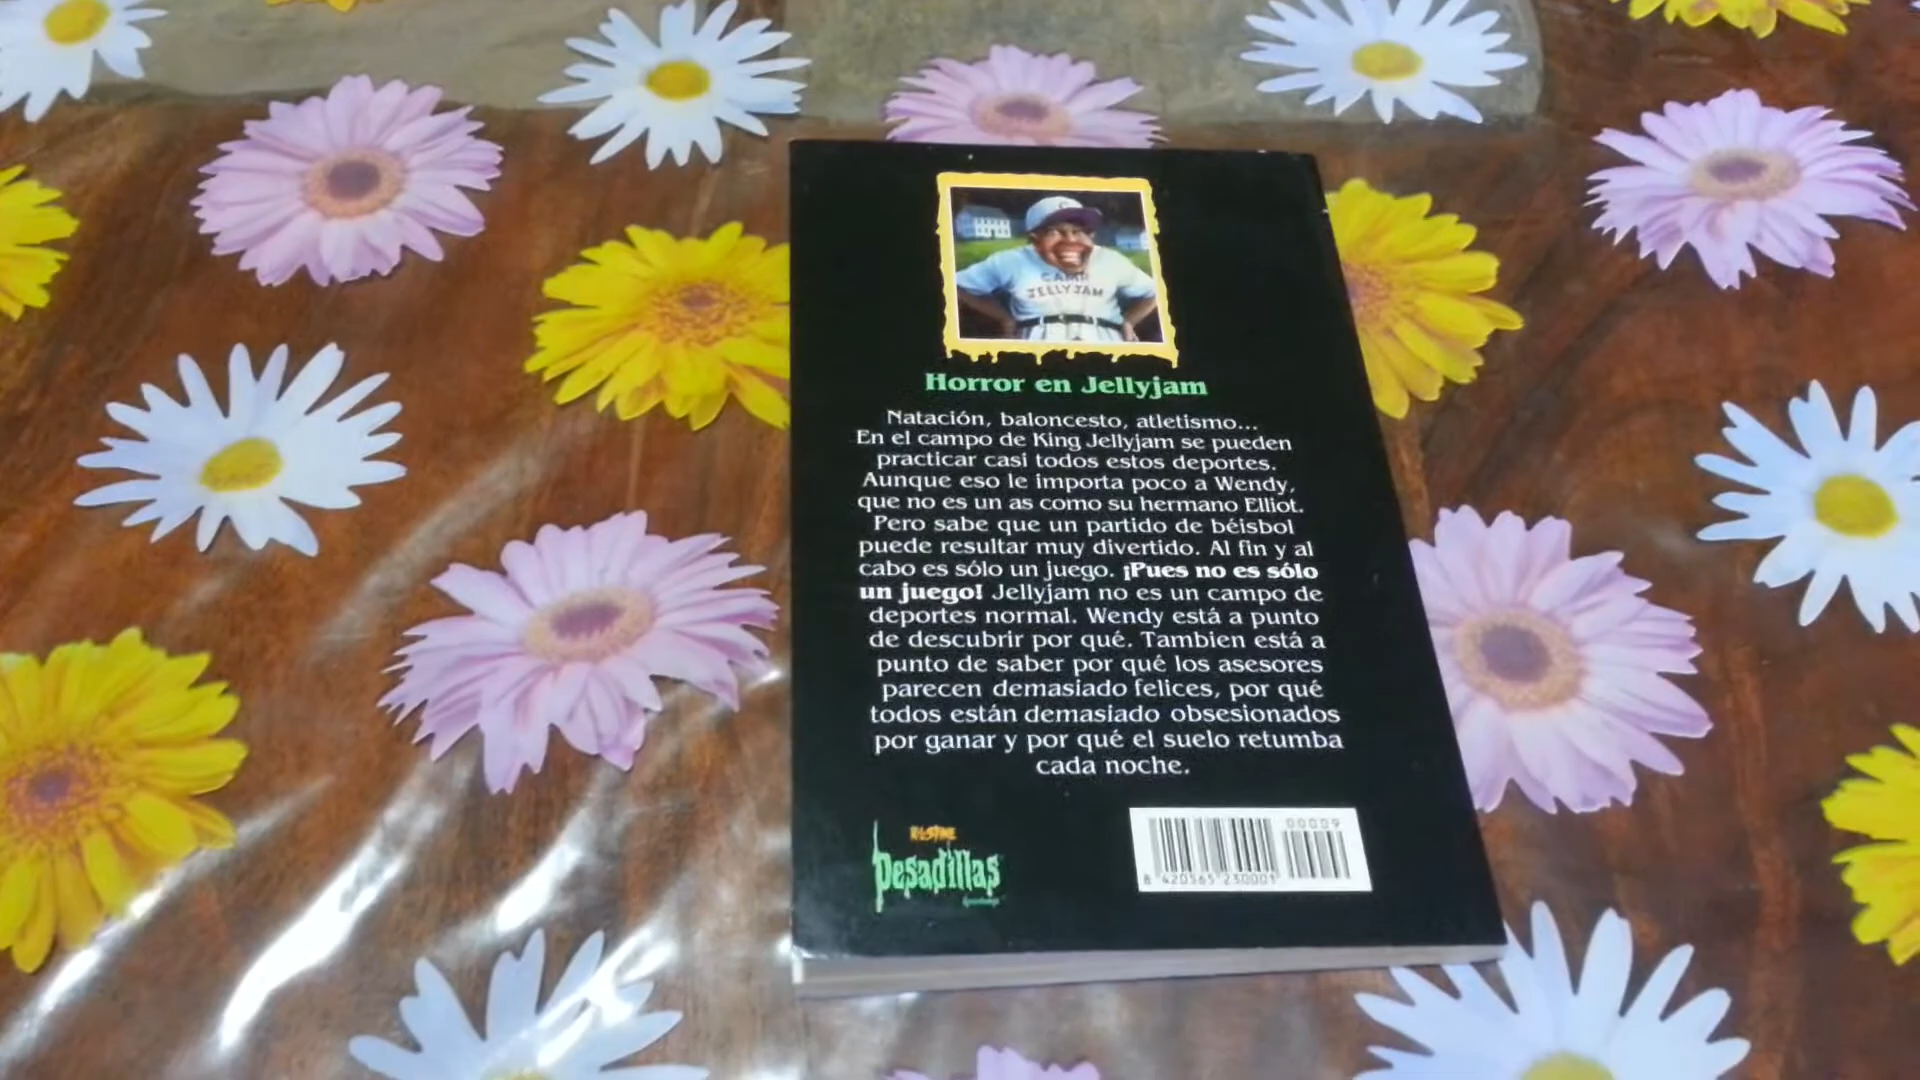 C
CAMP
JELLYJAM
Horror en Jellyjam
Natación, baloncesto, atletismo...
En el campo de King Jellyjam se pueden
practicar casi todos estos deportes.
Aunque eso le importa poco a Wendy,
que no es un as como su hermano Elliot.
Pero sabe que un partido de béisbol
puede resultar muy divertido. Al fin y al
cabo es sólo un juego. ¡Pues no es sólo
un juego! Jellyjam no es un campo de
deportes normal. Wendy está a punto
de descubrir por qué. Tambien está a
punto de saber por qué los asesores
parecen demasiado felices, por qué
todos están demasiado obsesionados
por ganar y por qué el suelo retumba
cada noche.
R.L. STINE
Pesadillas
00009
8 420565 230001